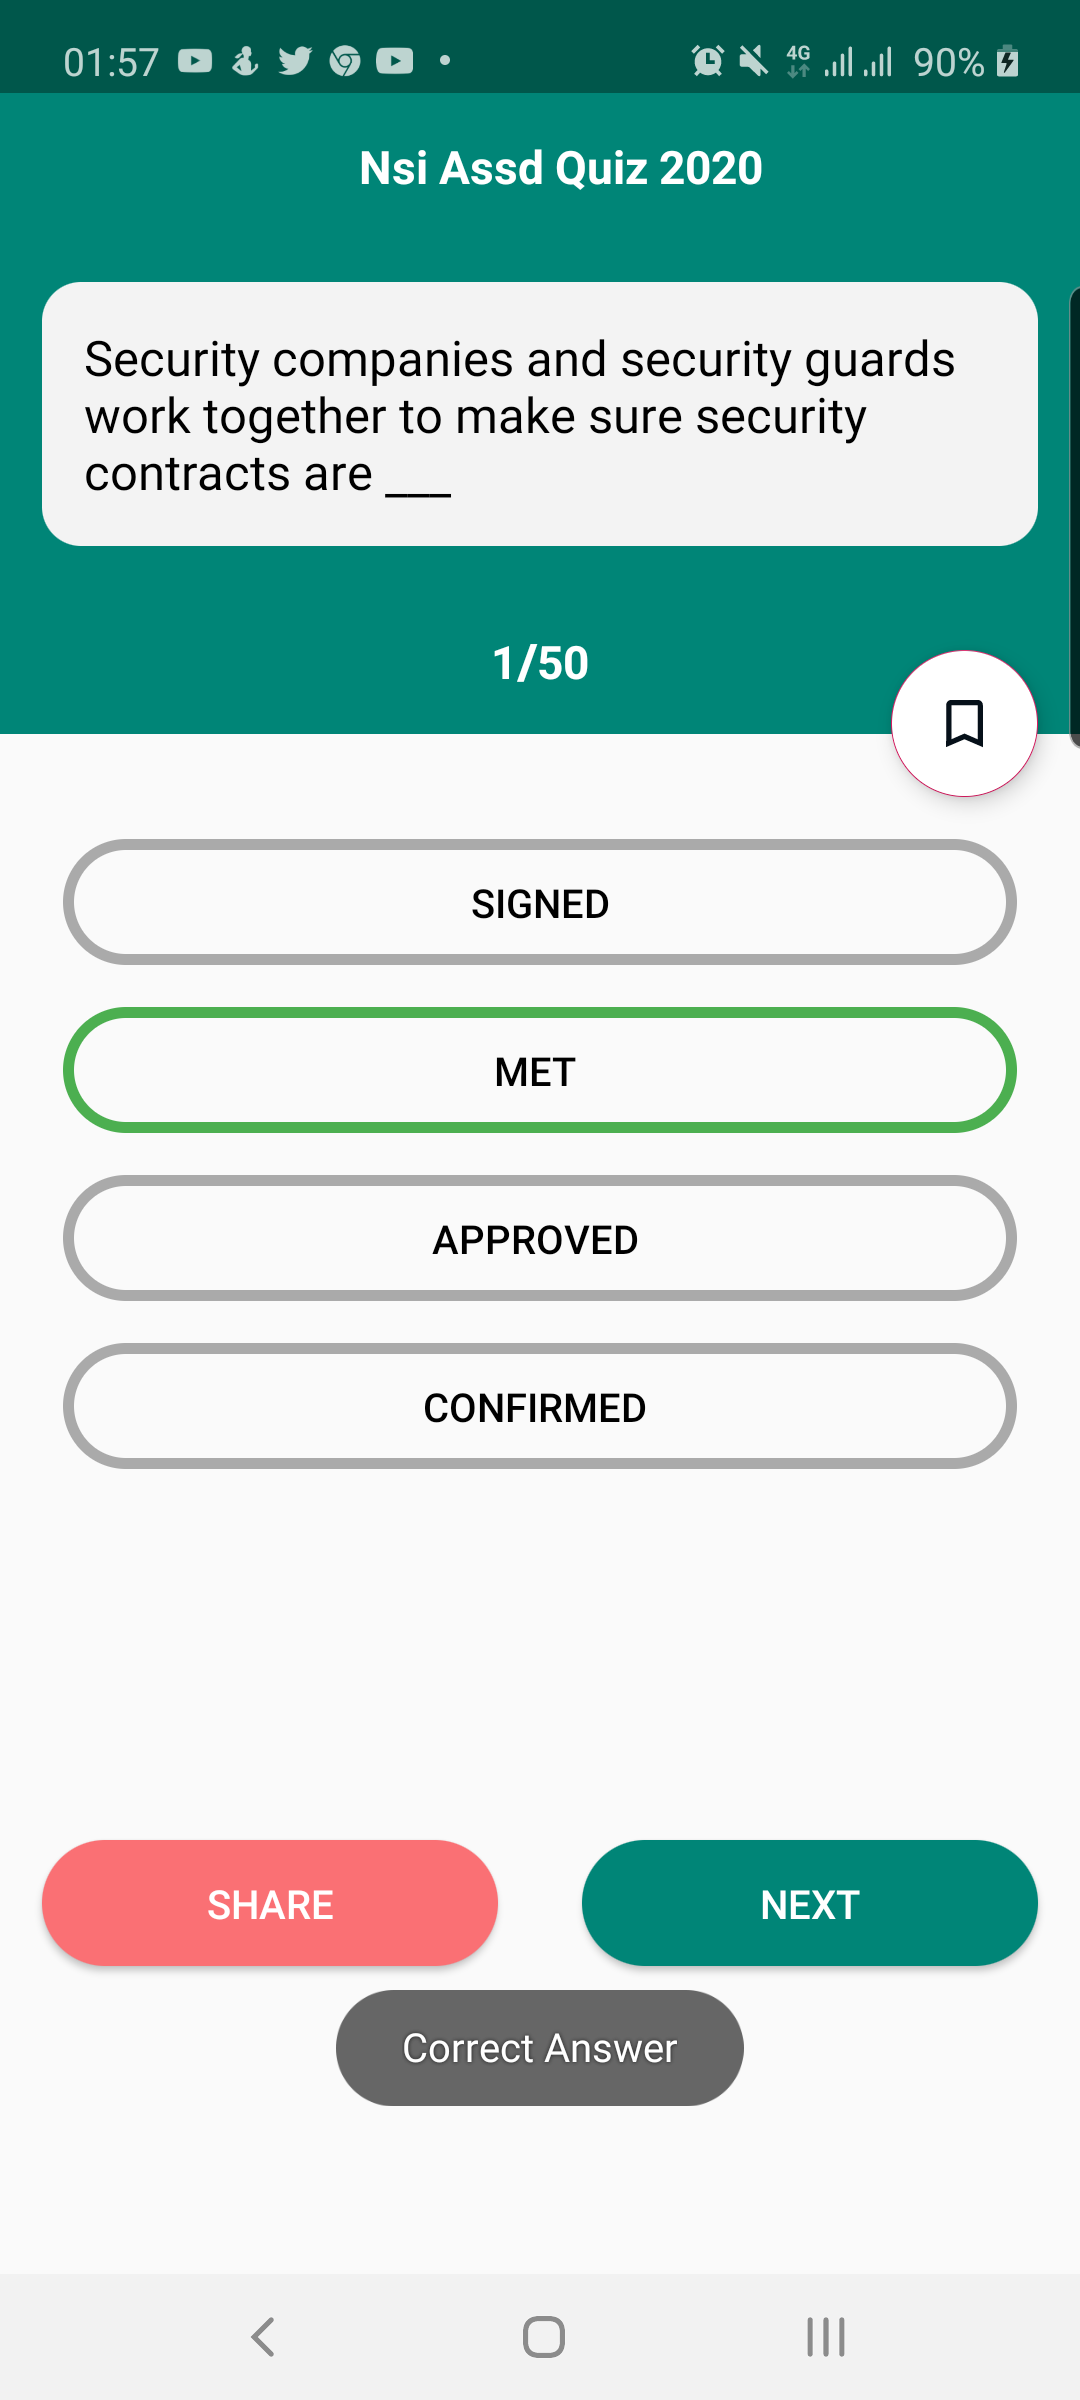 01:57 4G 90%
Nsi Assd Quiz 2020
Security companies and security guards
work together to make sure security
contracts are ___
1/50
SIGNED
MET
APPROVED
CONFIRMED
SHARE NEXT
Correct Answer